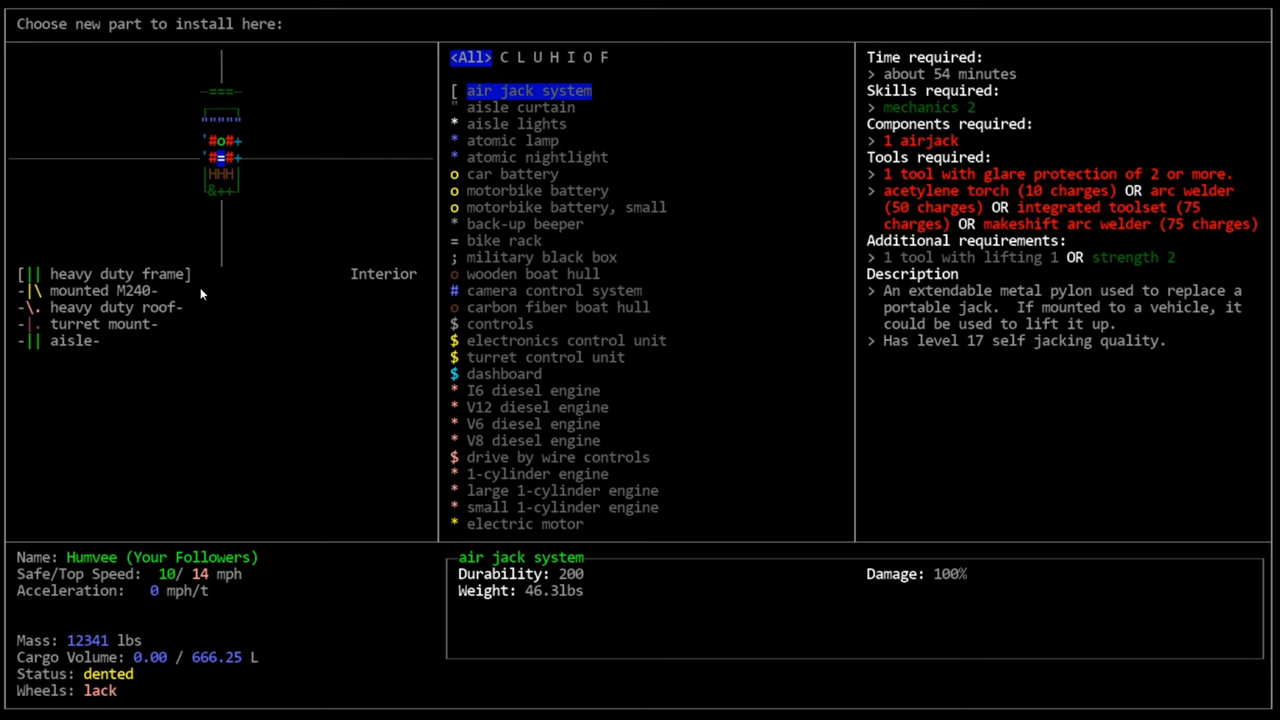 Choose new part to install here:
<All> C L U H I O F
[ air jack system
" aisle curtain
* aisle lights
* atomic lamp
* atomic nightlight
o car battery
o motorbike battery
o motorbike battery, small
* back-up beeper
= bike rack
; military black box
o wooden boat hull
# camera control system
o carbon fiber boat hull
$ controls
$ electronics control unit
$ turret control unit
$ dashboard
* I6 diesel engine
* V12 diesel engine
* V6 diesel engine
* V8 diesel engine
$ drive by wire controls
* 1-cylinder engine
* large 1-cylinder engine
* small 1-cylinder engine
* electric motor
Time required:
> about 54 minutes
Skills required:
> mechanics 2
Components required:
> 1 airjack
Tools required:
> 1 tool with glare protection of 2 or more.
> acetylene torch (10 charges) OR arc welder
(50 charges) OR integrated toolset (75
charges) OR makeshift arc welder (75 charges)
Additional requirements:
> 1 tool with lifting 1 OR strength 2
Description
> An extendable metal pylon used to replace a
portable jack.  If mounted to a vehicle, it
could be used to lift it up.
> Has level 17 self jacking quality.
-===-
"""""
'#o#+
'#=#+
|HHH|
|&++|
[|| heavy duty frame] Interior
-|\ mounted M240-
-\. heavy duty roof-
-|. turret mount-
-|| aisle-
Name: Humvee (Your Followers)
Safe/Top Speed: 10/ 14 mph
Acceleration: 0 mph/t
Mass: 12341 lbs
Cargo Volume: 0.00 / 666.25 L
Status: dented
Wheels: lack
air jack system
Durability: 200 Damage: 100%
Weight: 46.3lbs